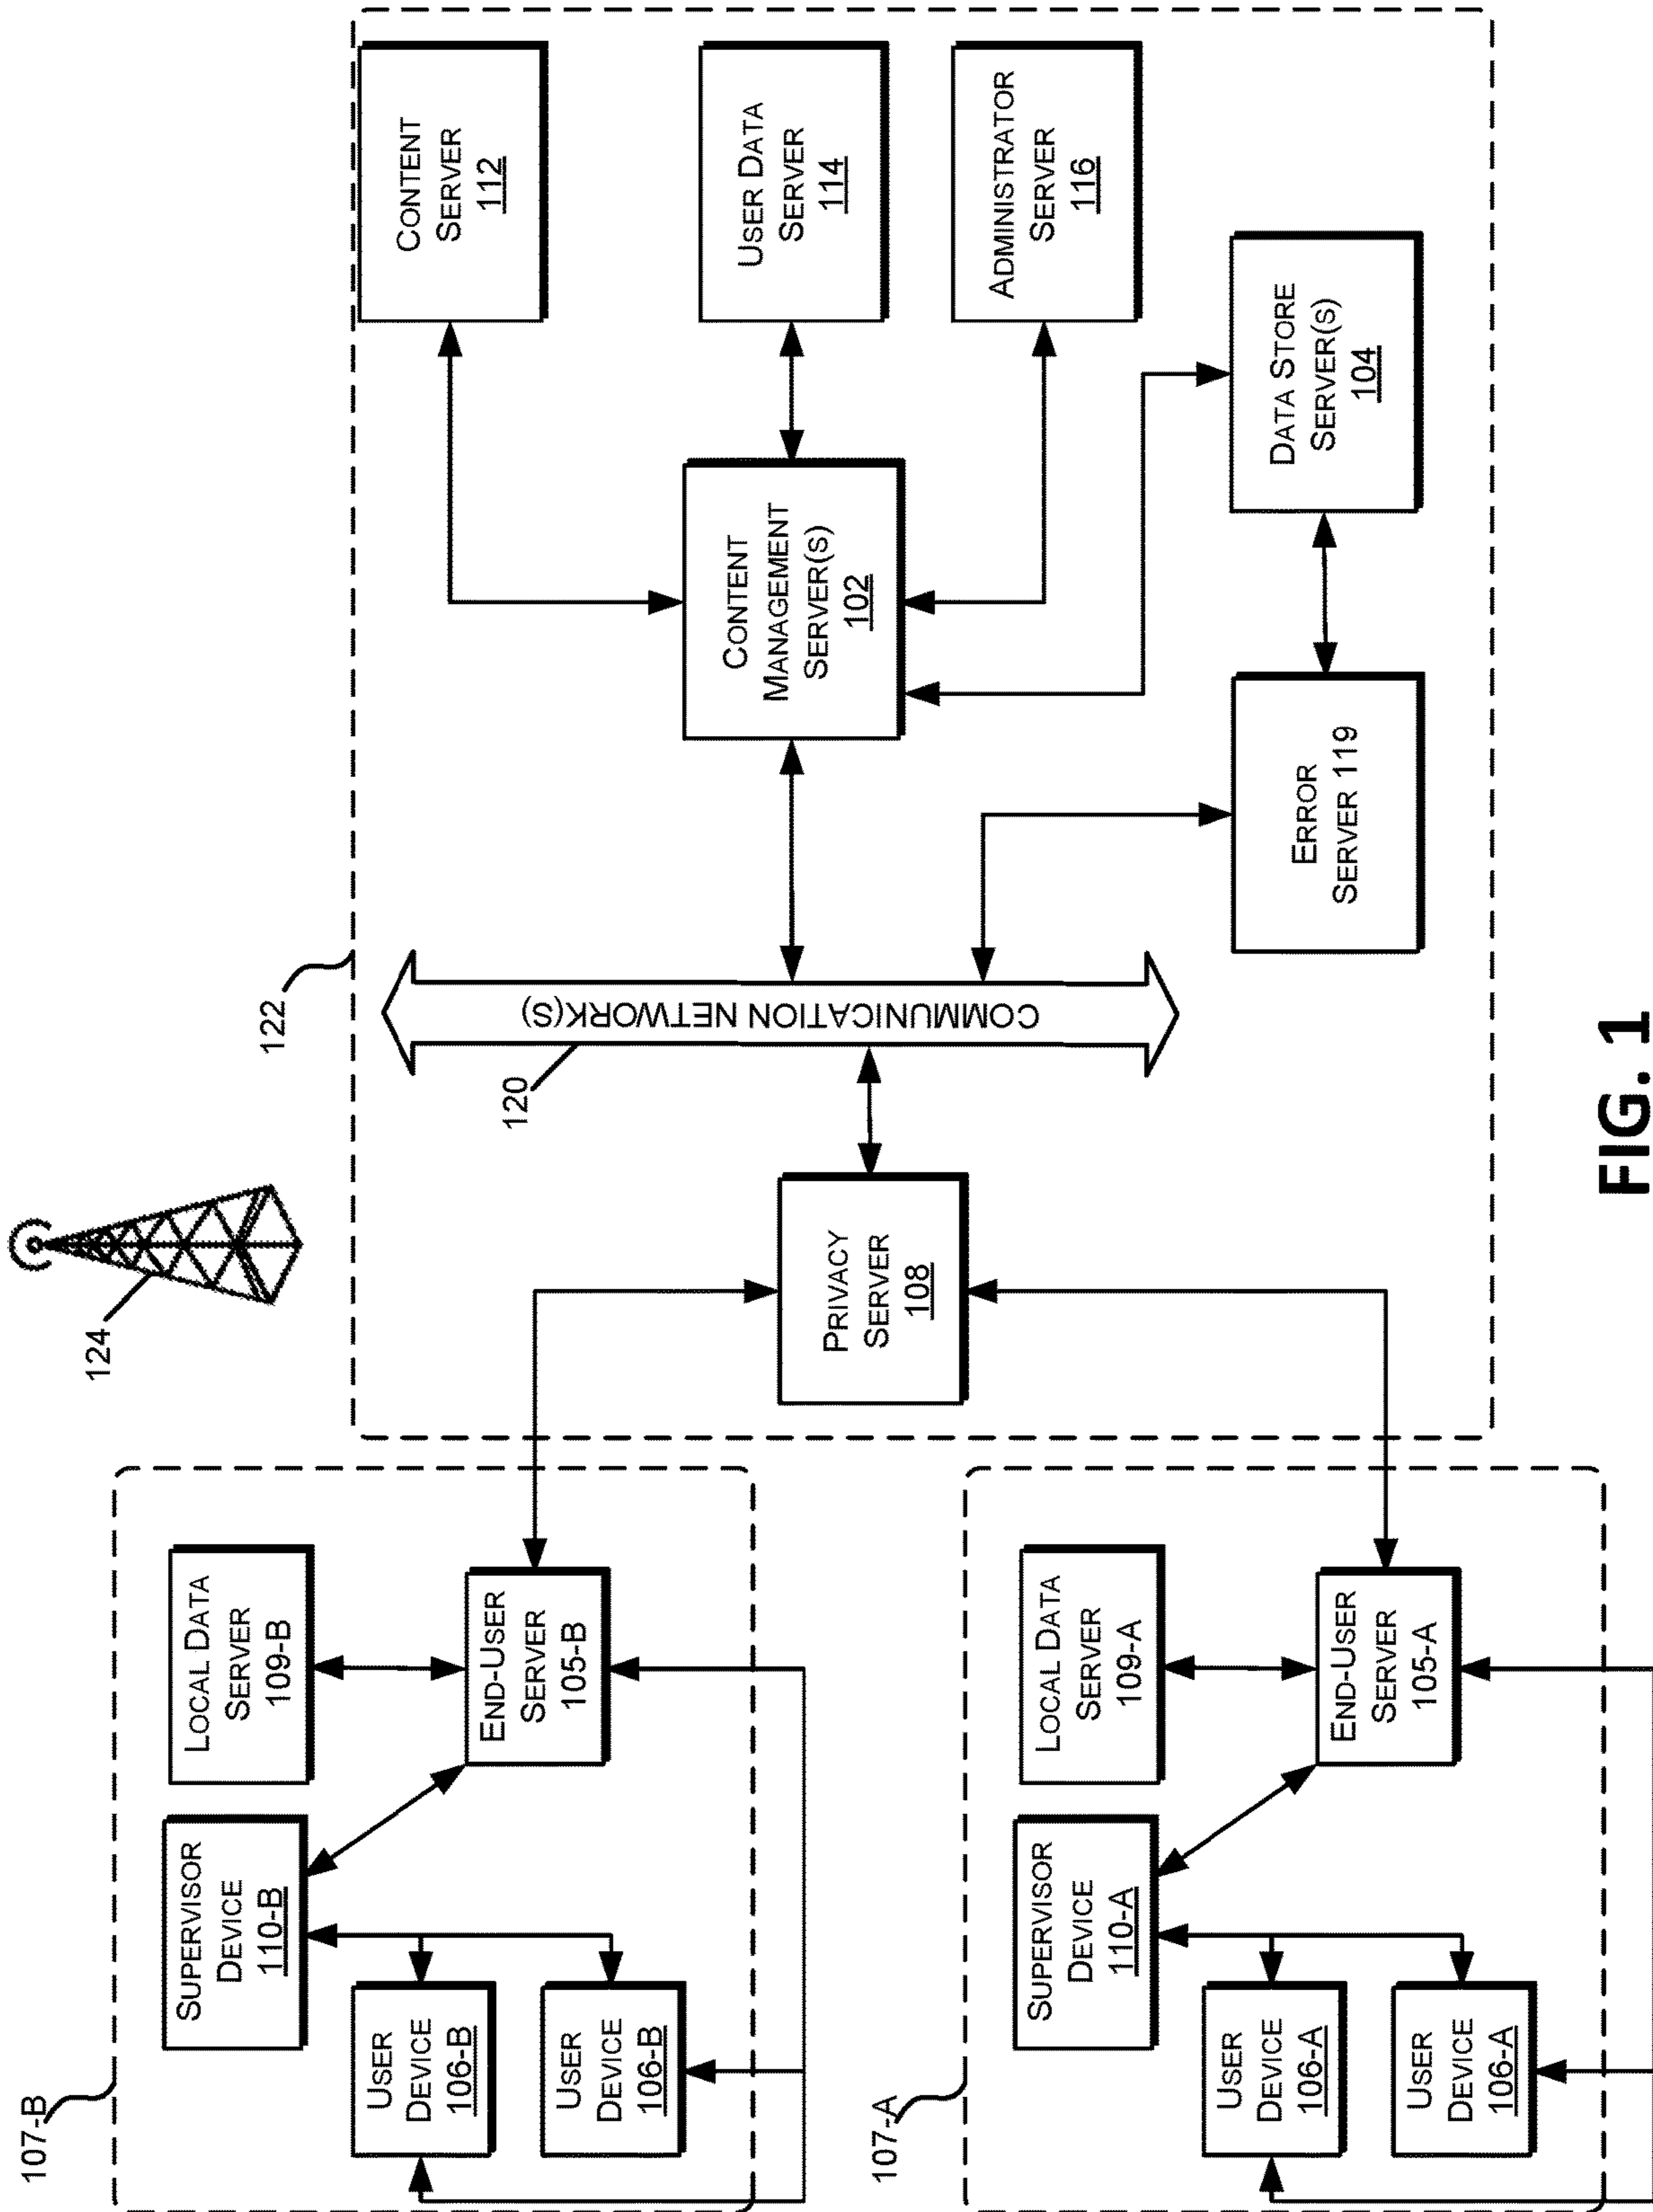 107-B
SUPERVISOR
DEVICE
110-B
LOCAL DATA
SERVER
109-B
USER
DEVICE
106-B
USER
DEVICE
106-B
END-USER
SERVER
105-B
107-A
SUPERVISOR
DEVICE
110-A
LOCAL DATA
SERVER
109-A
USER
DEVICE
106-A
USER
DEVICE
106-A
END-USER
SERVER
105-A
124
122
120
PRIVACY
SERVER
108
COMMUNICATION NETWORK(S)
CONTENT
MANAGEMENT
SERVER(S)
102
CONTENT
SERVER
112
USER DATA
SERVER
114
ADMINISTRATOR
SERVER
116
DATA STORE
SERVER(S)
104
ERROR
SERVER 119
FIG. 1